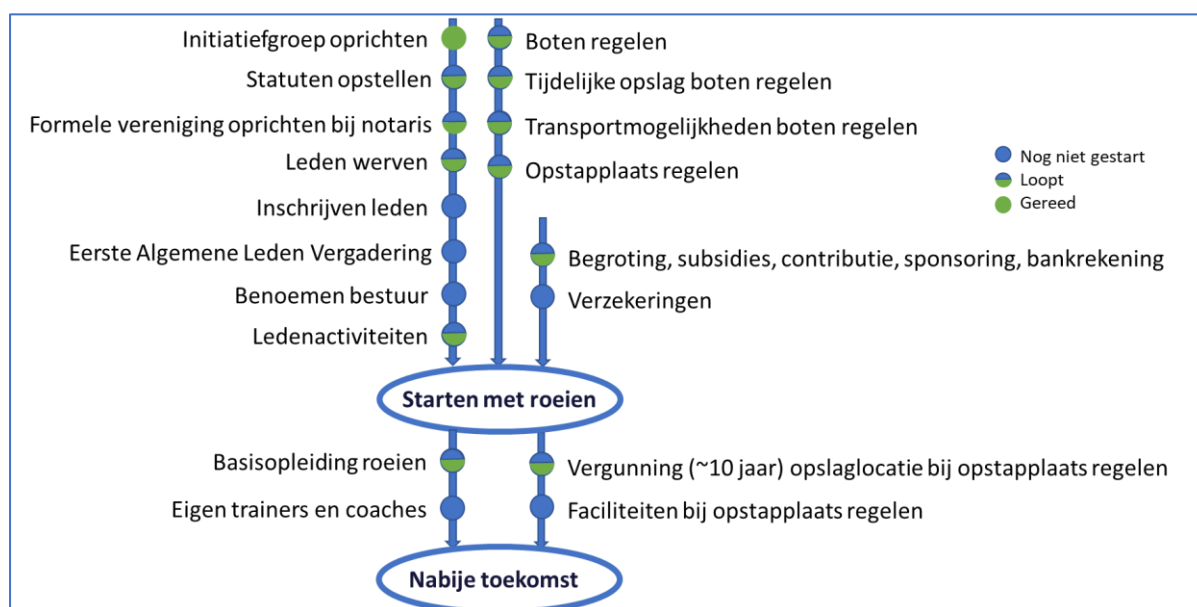 Initiatiefgroep oprichten
Statuten opstellen
Formele vereniging oprichten bij notaris
Leden werven
Inschrijven leden
Eerste Algemene Leden Vergadering
Benoemen bestuur
Ledenactiviteiten
Boten regelen
Tijdelijke opslag boten regelen
Transportmogelijkheden boten regelen
Opstapplaats regelen
Begroting, subsidies, contributie, sponsoring, bankrekening
Verzekeringen
Nog niet gestart
Loopt
Gereed
Starten met roeien
Basisopleiding roeien
Eigen trainers en coaches
Vergunning (~10 jaar) opslaglocatie bij opstapplaats regelen
Faciliteiten bij opstapplaats regelen
Nabije toekomst